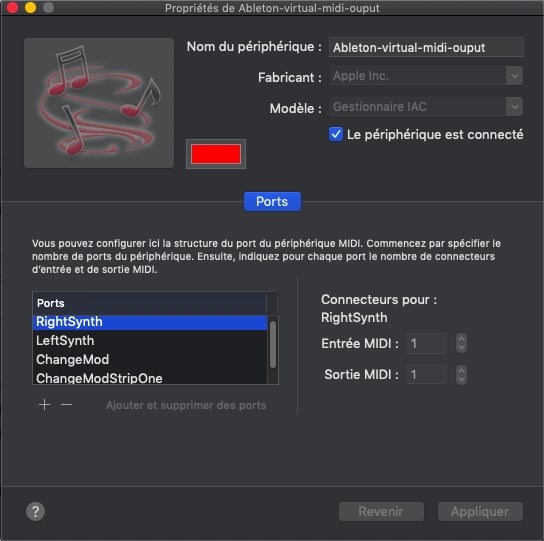 Propriétés de Ableton-virtual-midi-ouput
Nom du périphérique : Ableton-virtual-midi-ouput
Fabricant : Apple Inc.
Modèle : Gestionnaire IAC
Le périphérique est connecté
Ports
Vous pouvez configurer ici la structure du port du périphérique MIDI. Commencez par spécifier le
nombre de ports du périphérique. Ensuite, indiquez pour chaque port le nombre de connecteurs
d'entrée et de sortie MIDI.
Ports
RightSynth
LeftSynth
ChangeMod
ChangeModStripOne
+ − Ajouter et supprimer des ports
Connecteurs pour :
RightSynth
Entrée MIDI : 1
Sortie MIDI : 1
?
Revenir
Appliquer